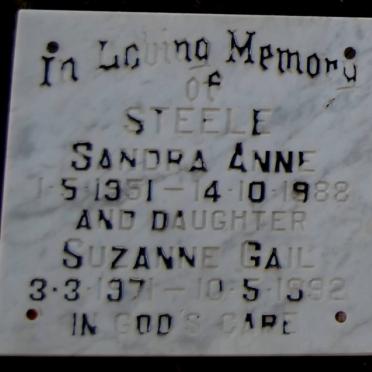 In Loving Memory
of
STEELE
SANDRA ANNE
1·5·1951 – 14·10·1988
AND DAUGHTER
SUZANNE GAIL
3·3·1971 – 10·5·1992
IN GOD'S CARE